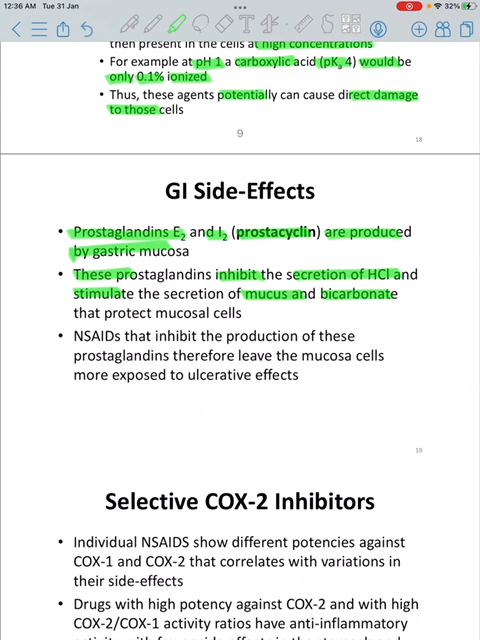 12:36 AM Tue 31 Jan
32%
then present in the cells at high concentrations
• For example at pH 1 a carboxylic acid (pKa 4) would be
only 0.1% ionized
• Thus, these agents potentially can cause direct damage
to those cells
9
18
GI Side-Effects
• Prostaglandins E2 and I2 (prostacyclin) are produced
by gastric mucosa
• These prostaglandins inhibit the secretion of HCl and
stimulate the secretion of mucus and bicarbonate
that protect mucosal cells
• NSAIDs that inhibit the production of these
prostaglandins therefore leave the mucosa cells
more exposed to ulcerative effects
19
Selective COX-2 Inhibitors
• Individual NSAIDS show different potencies against
COX-1 and COX-2 that correlates with variations in
their side-effects
• Drugs with high potency against COX-2 and with high
COX-2/COX-1 activity ratios have anti-inflammatory